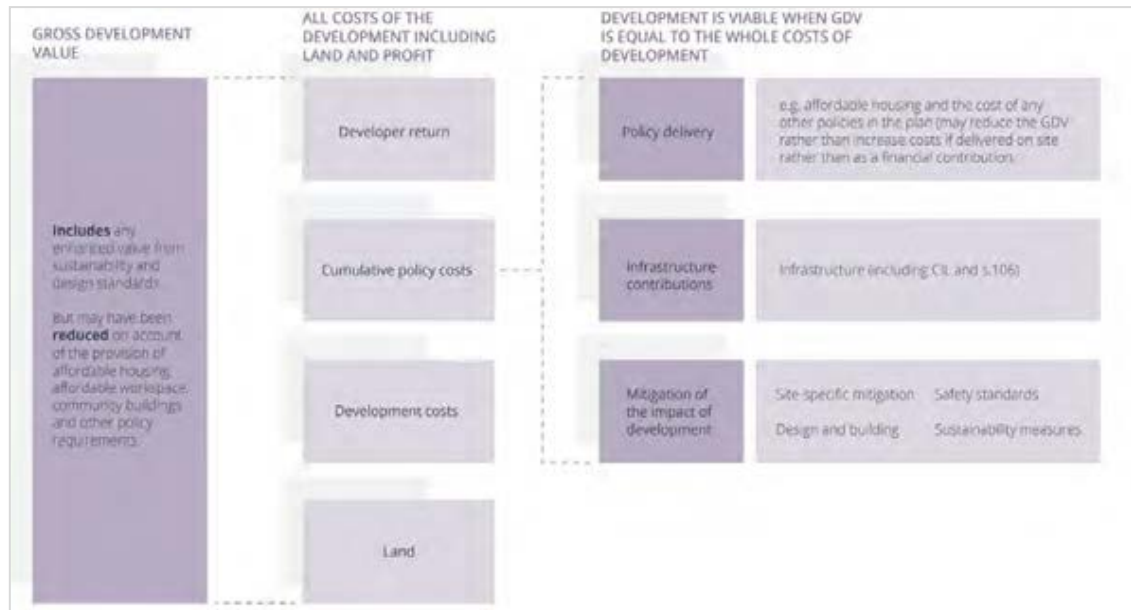 GROSS DEVELOPMENT
VALUE
Includes any
enhanced value from
sustainability and
design standards.
But may have been
reduced on account
of the provision of
affordable housing,
affordable workspace,
community buildings
and other policy
requirements.
ALL COSTS OF THE
DEVELOPMENT INCLUDING
LAND AND PROFIT
Developer return
Cumulative policy costs
Development costs
Land
DEVELOPMENT IS VIABLE WHEN GDV
IS EQUAL TO THE WHOLE COSTS OF
DEVELOPMENT
Policy delivery
e.g. affordable housing and the cost of any
other policies in the plan (may reduce the GDV
rather than increase costs if delivered on site
rather than as a financial contribution.
Infrastructure
contributions
Infrastructure (including CIL and s.106)
Mitigation of
the impact of
development
Site-specific mitigation Safety standards
Design and building Sustainability measures